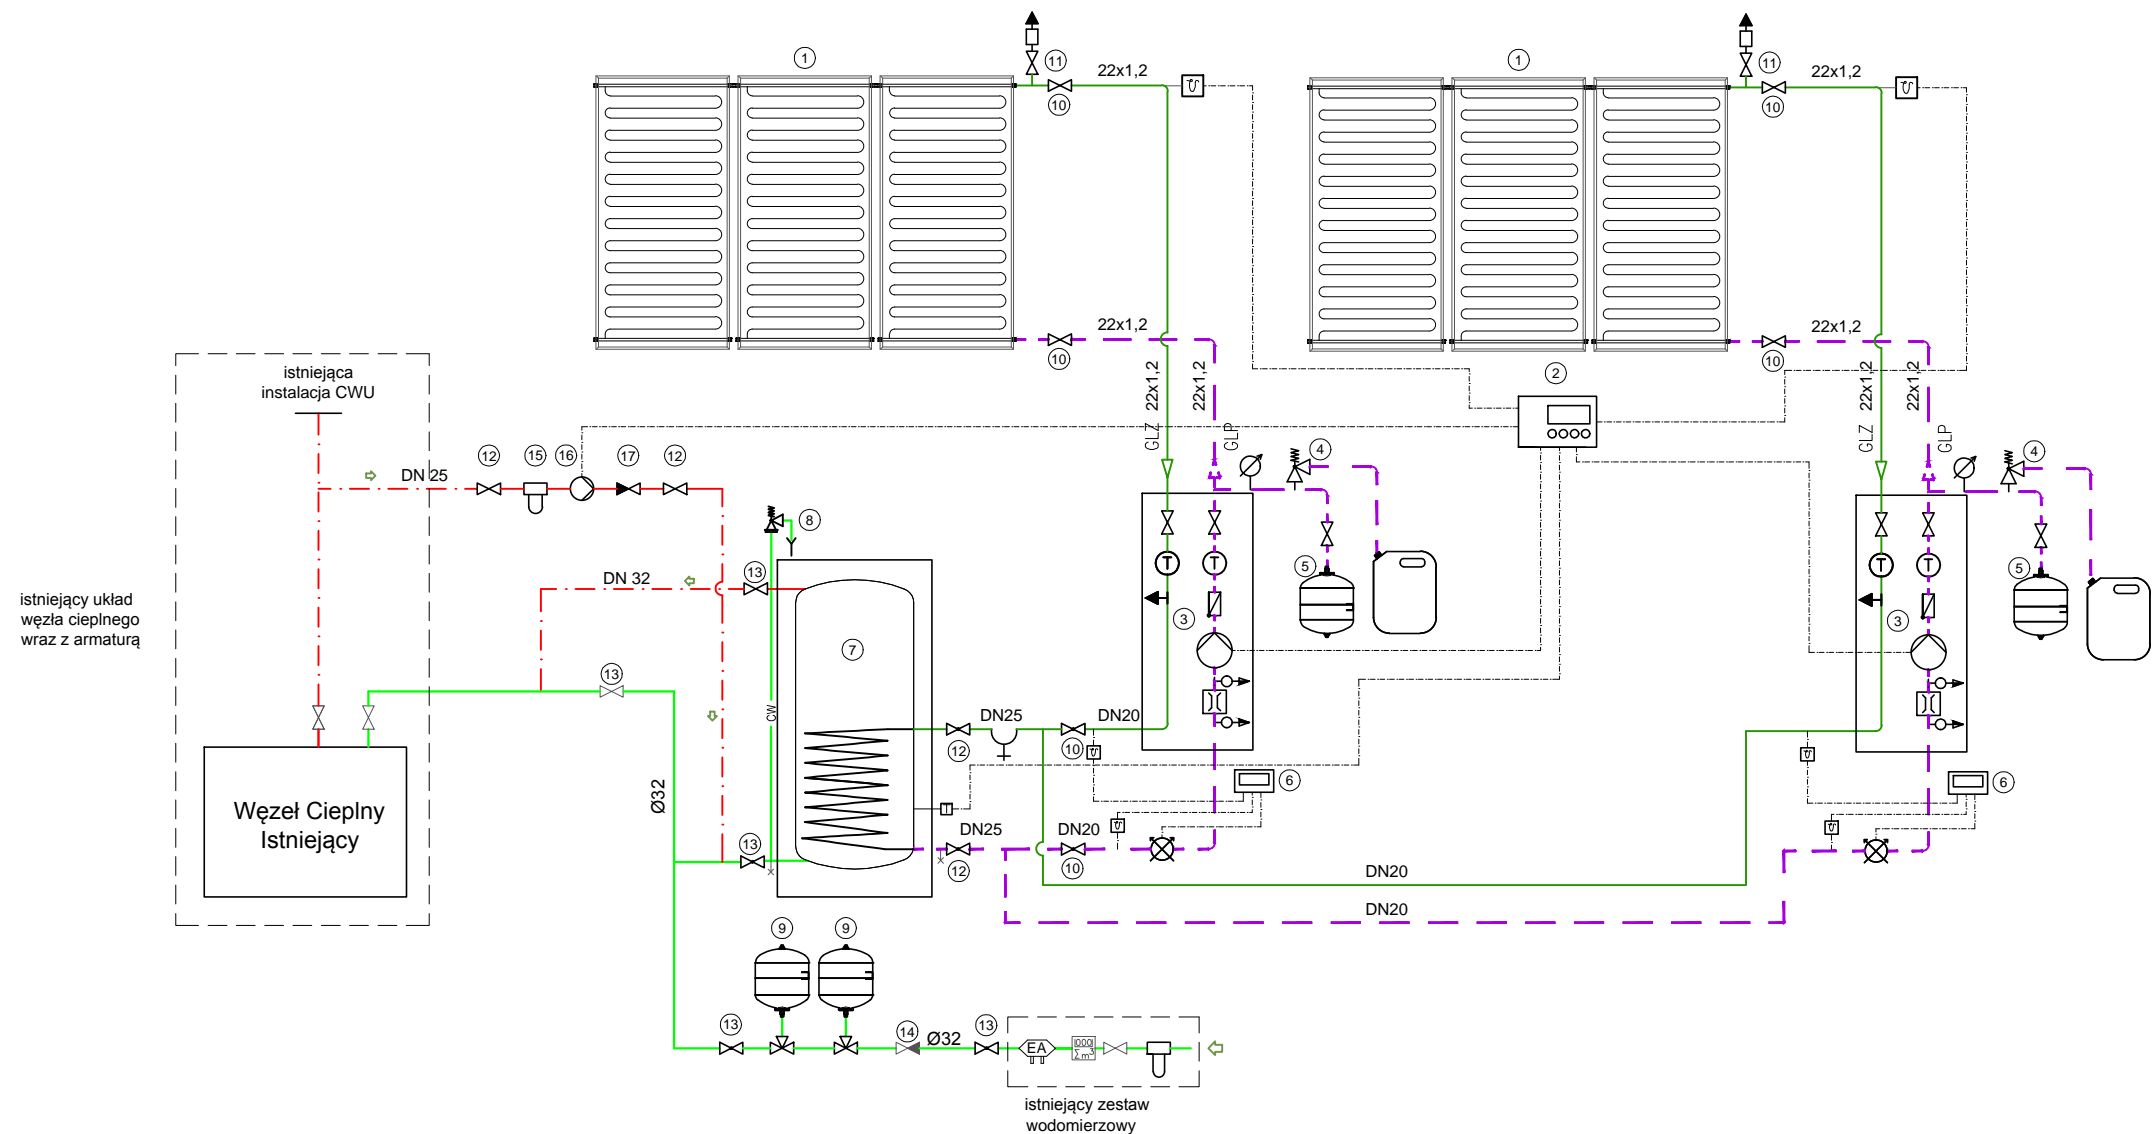 1
1
11
11
22x1,2
22x1,2
10
10
22x1,2
22x1,2
10
10
istniejąca
instalacja CWU
22x1,2
22x1,2
2
22x1,2
22x1,2
GLZ
GLP
GLZ
GLP
12
15
16
17
12
4
4
DN 25
8
DN 32
13
T
T
5
T
T
5
istniejący układ
węzła cieplnego
wraz z armaturą
3
3
7
13
CW
DN25
DN20
12
10
6
6
Ø32
Węzeł Cieplny
Istniejący
T
DN25
DN20
13
12
10
DN20
DN20
9
9
13
14
Ø32
13
EA
000
Σm³
istniejący zestaw
wodomierzowy